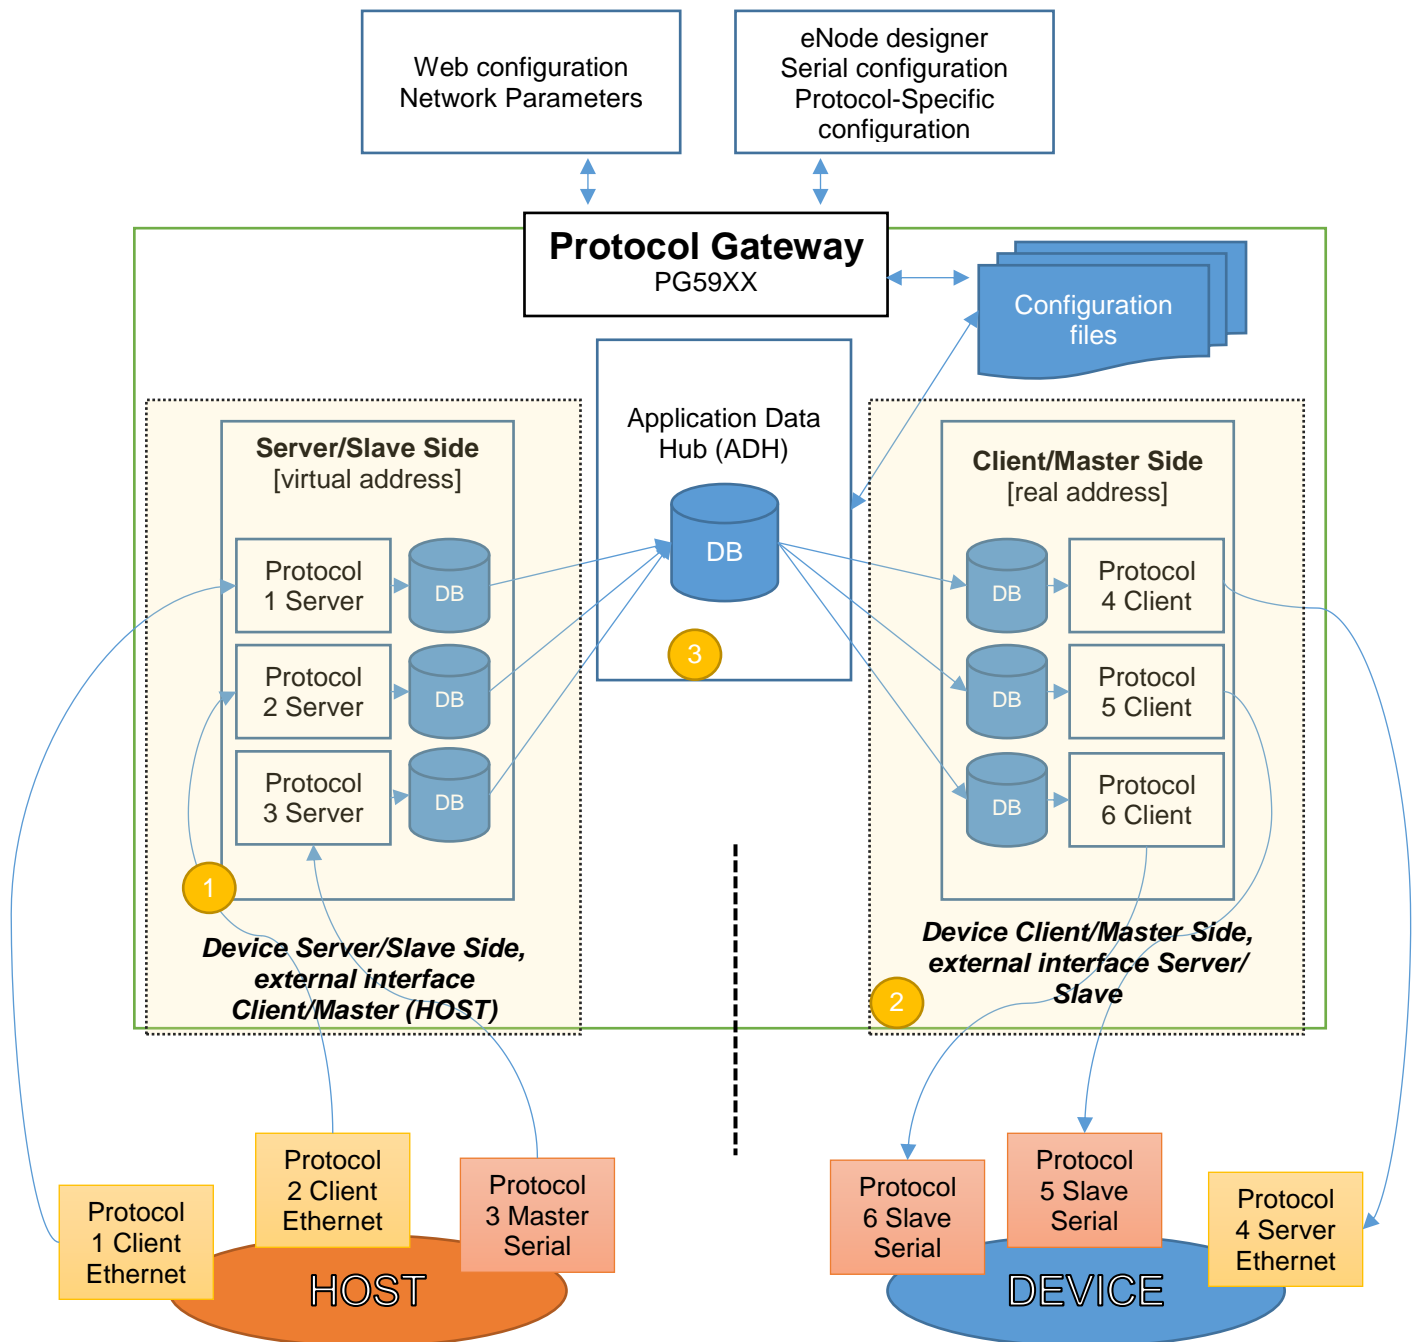 Web configuration
Network Parameters
eNode designer
Serial configuration
Protocol-Specific
configuration
Protocol Gateway
PG59XX
Configuration
files
Application Data
Hub (ADH)
DB
3
Server/Slave Side
[virtual address]
Protocol
1 Server
DB
Protocol
2 Server
DB
Protocol
3 Server
DB
1
Device Server/Slave Side,
external interface
Client/Master (HOST)
Client/Master Side
[real address]
DB
Protocol
4 Client
DB
Protocol
5 Client
DB
Protocol
6 Client
Device Client/Master Side,
external interface Server/
Slave
2
Protocol
1 Client
Ethernet
Protocol
2 Client
Ethernet
Protocol
3 Master
Serial
HOST
Protocol
6 Slave
Serial
Protocol
5 Slave
Serial
Protocol
4 Server
Ethernet
DEVICE